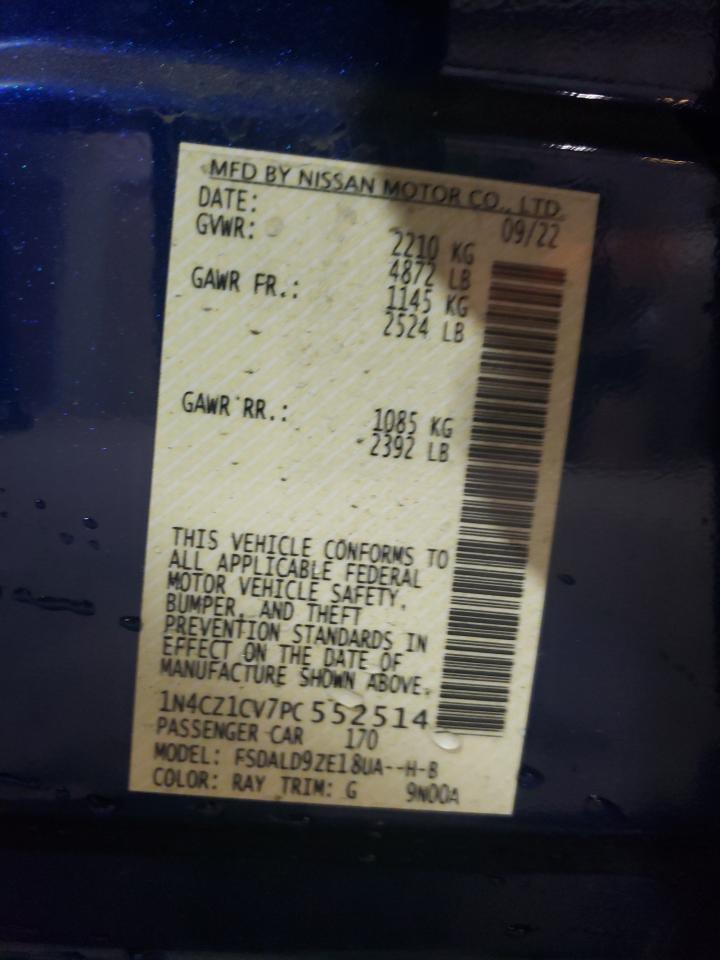 MFD BY NISSAN MOTOR CO., LTD.
DATE: 09/22
GVWR: 2210 KG
4872 LB
GAWR FR.: 1145 KG
2524 LB
GAWR RR.: 1085 KG
2392 LB
THIS VEHICLE CONFORMS TO
ALL APPLICABLE FEDERAL
MOTOR VEHICLE SAFETY,
BUMPER, AND THEFT
PREVENTION STANDARDS IN
EFFECT ON THE DATE OF
MANUFACTURE SHOWN ABOVE.
1N4CZ1CV7PC552514
PASSENGER CAR 170
MODEL: FSDALD9ZE18UA--H-B
COLOR: RAY TRIM: G 9N00A